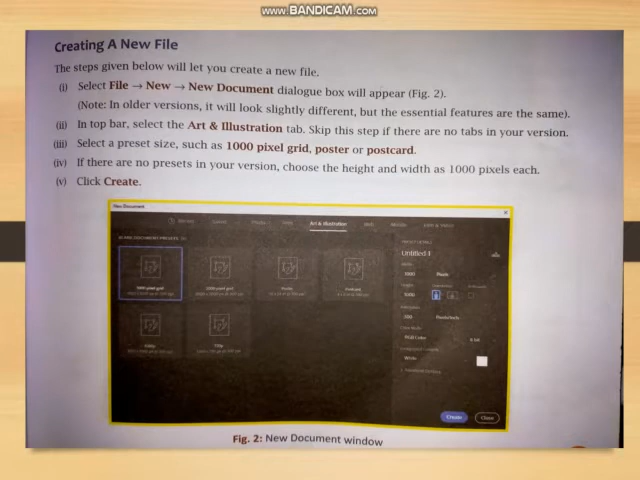 WWW.BANDICAM.COM
Creating A New File
The steps given below will let you create a new file.
(i) Select File → New → New Document dialogue box will appear (Fig. 2).
(Note: In older versions, it will look slightly different, but the essential features are the same).
(ii) In top bar, select the Art & Illustration tab. Skip this step if there are no tabs in your version.
(iii) Select a preset size, such as 1000 pixel grid, poster or postcard.
(iv) If there are no presets in your version, choose the height and width as 1000 pixels each.
(v) Click Create.
New Document
Art & Illustration
Untitled 1
1000 Pixels
1000
RGB Color
White
Create Close
Fig. 2: New Document window